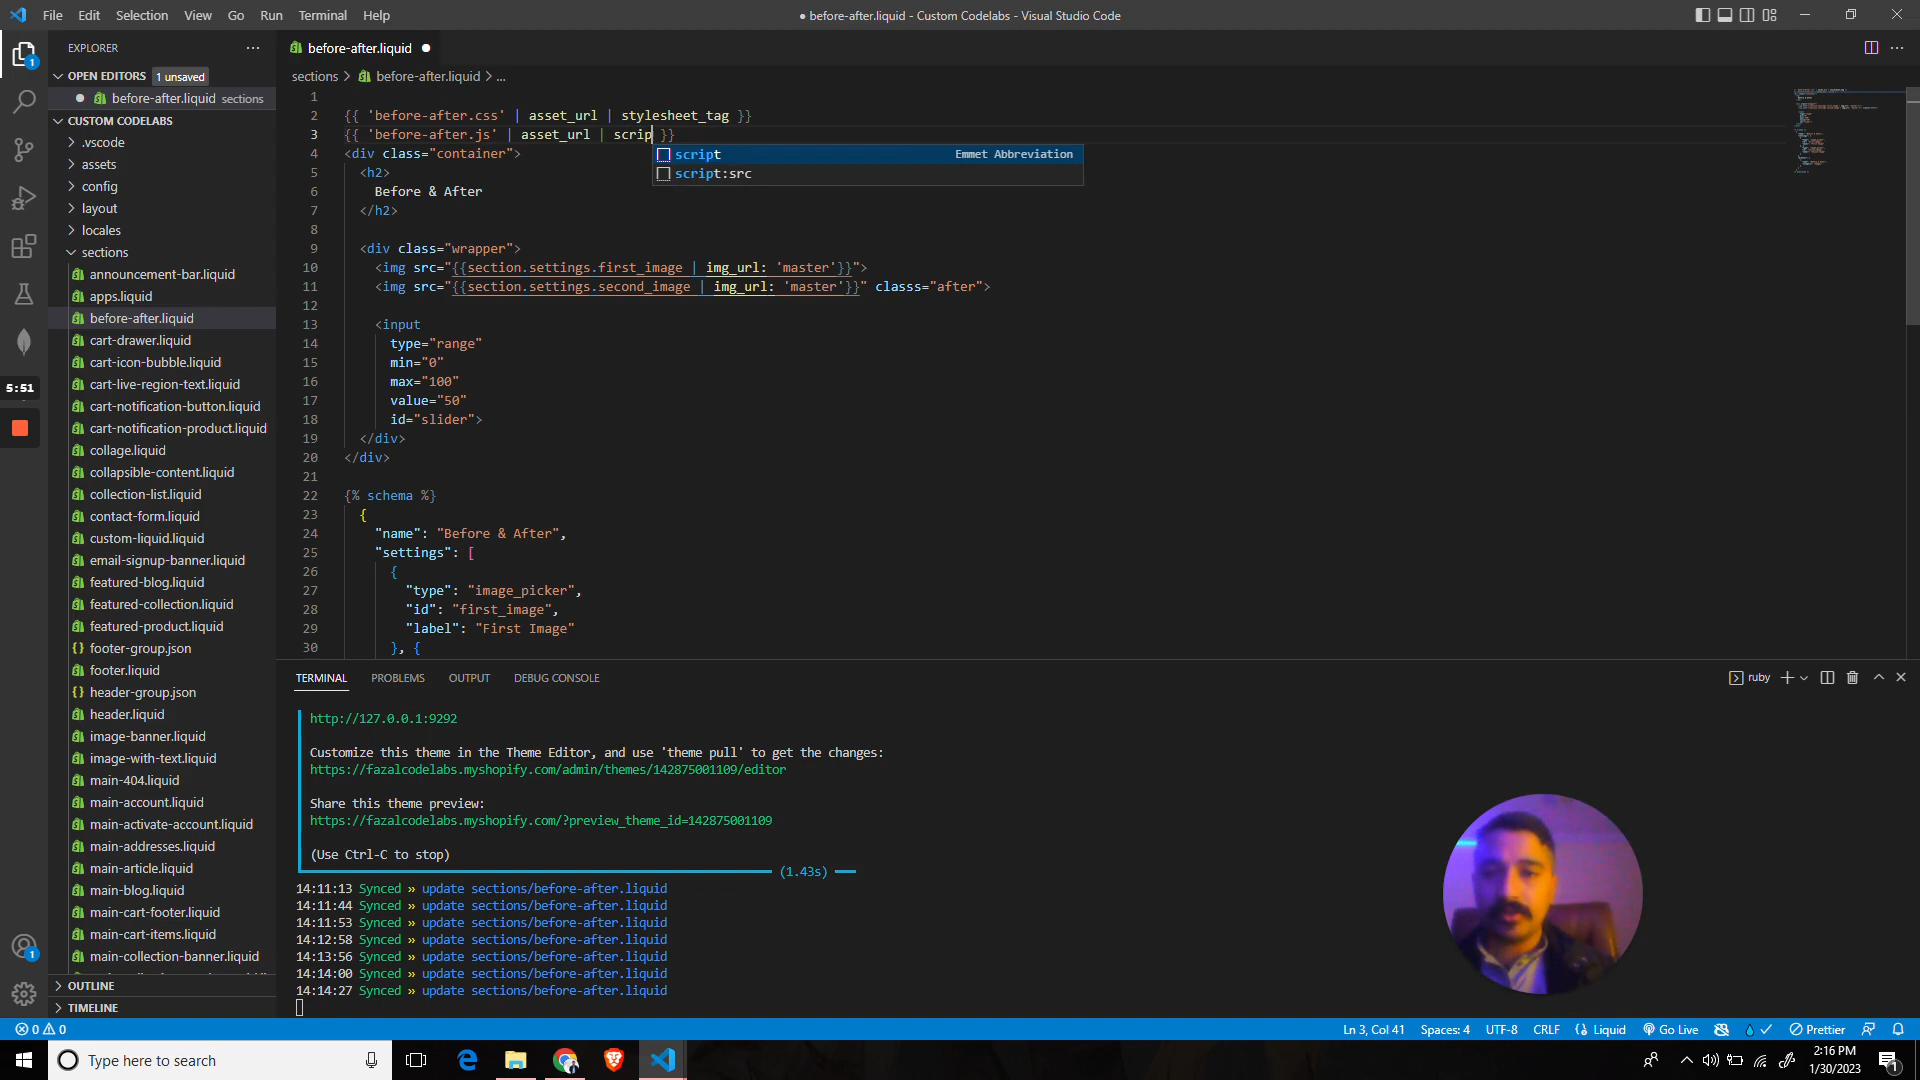 File Edit Selection View Go Run Terminal Help
● before-after.liquid - Custom Codelabs - Visual Studio Code
EXPLORER
before-after.liquid
OPEN EDITORS 1 unsaved
before-after.liquid sections
sections > before-after.liquid > ...
CUSTOM CODELABS
.vscode
assets
config
layout
locales
sections
announcement-bar.liquid
apps.liquid
before-after.liquid
cart-drawer.liquid
cart-icon-bubble.liquid
cart-live-region-text.liquid
cart-notification-button.liquid
cart-notification-product.liquid
collage.liquid
collapsible-content.liquid
collection-list.liquid
contact-form.liquid
custom-liquid.liquid
email-signup-banner.liquid
featured-blog.liquid
featured-collection.liquid
featured-product.liquid
footer-group.json
footer.liquid
header-group.json
header.liquid
image-banner.liquid
image-with-text.liquid
main-404.liquid
main-account.liquid
main-activate-account.liquid
main-addresses.liquid
main-article.liquid
main-blog.liquid
main-cart-footer.liquid
main-cart-items.liquid
main-collection-banner.liquid
OUTLINE
TIMELINE
1
1
5:51
1
2 {{ 'before-after.css' | asset_url | stylesheet_tag }}
3 {{ 'before-after.js' | asset_url | scrip }}
script Emmet Abbreviation
script:src
4 <div class="container">
5 <h2>
6 Before & After
7 </h2>
8
9 <div class="wrapper">
10 <img src="{{section.settings.first_image | img_url: 'master'}}">
11 <img src="{{section.settings.second_image | img_url: 'master'}}" classs="after">
12
13 <input
14 type="range"
15 min="0"
16 max="100"
17 value="50"
18 id="slider">
19 </div>
20 </div>
21
22 {% schema %}
23 {
24 "name": "Before & After",
25 "settings": [
26 {
27 "type": "image_picker",
28 "id": "first_image",
29 "label": "First Image"
30 }, {
TERMINAL PROBLEMS OUTPUT DEBUG CONSOLE
ruby
http://127.0.0.1:9292
Customize this theme in the Theme Editor, and use 'theme pull' to get the changes:
https://fazalcodelabs.myshopify.com/admin/themes/142875001109/editor
Share this theme preview:
https://fazalcodelabs.myshopify.com/?preview_theme_id=142875001109
(Use Ctrl-C to stop)
(1.43s)
14:11:13 Synced » update sections/before-after.liquid
14:11:44 Synced » update sections/before-after.liquid
14:11:53 Synced » update sections/before-after.liquid
14:12:58 Synced » update sections/before-after.liquid
14:13:56 Synced » update sections/before-after.liquid
14:14:00 Synced » update sections/before-after.liquid
14:14:27 Synced » update sections/before-after.liquid
0 0
Ln 3, Col 41 Spaces: 4 UTF-8 CRLF Liquid Go Live Prettier
Type here to search
2:16 PM
1/30/2023
1